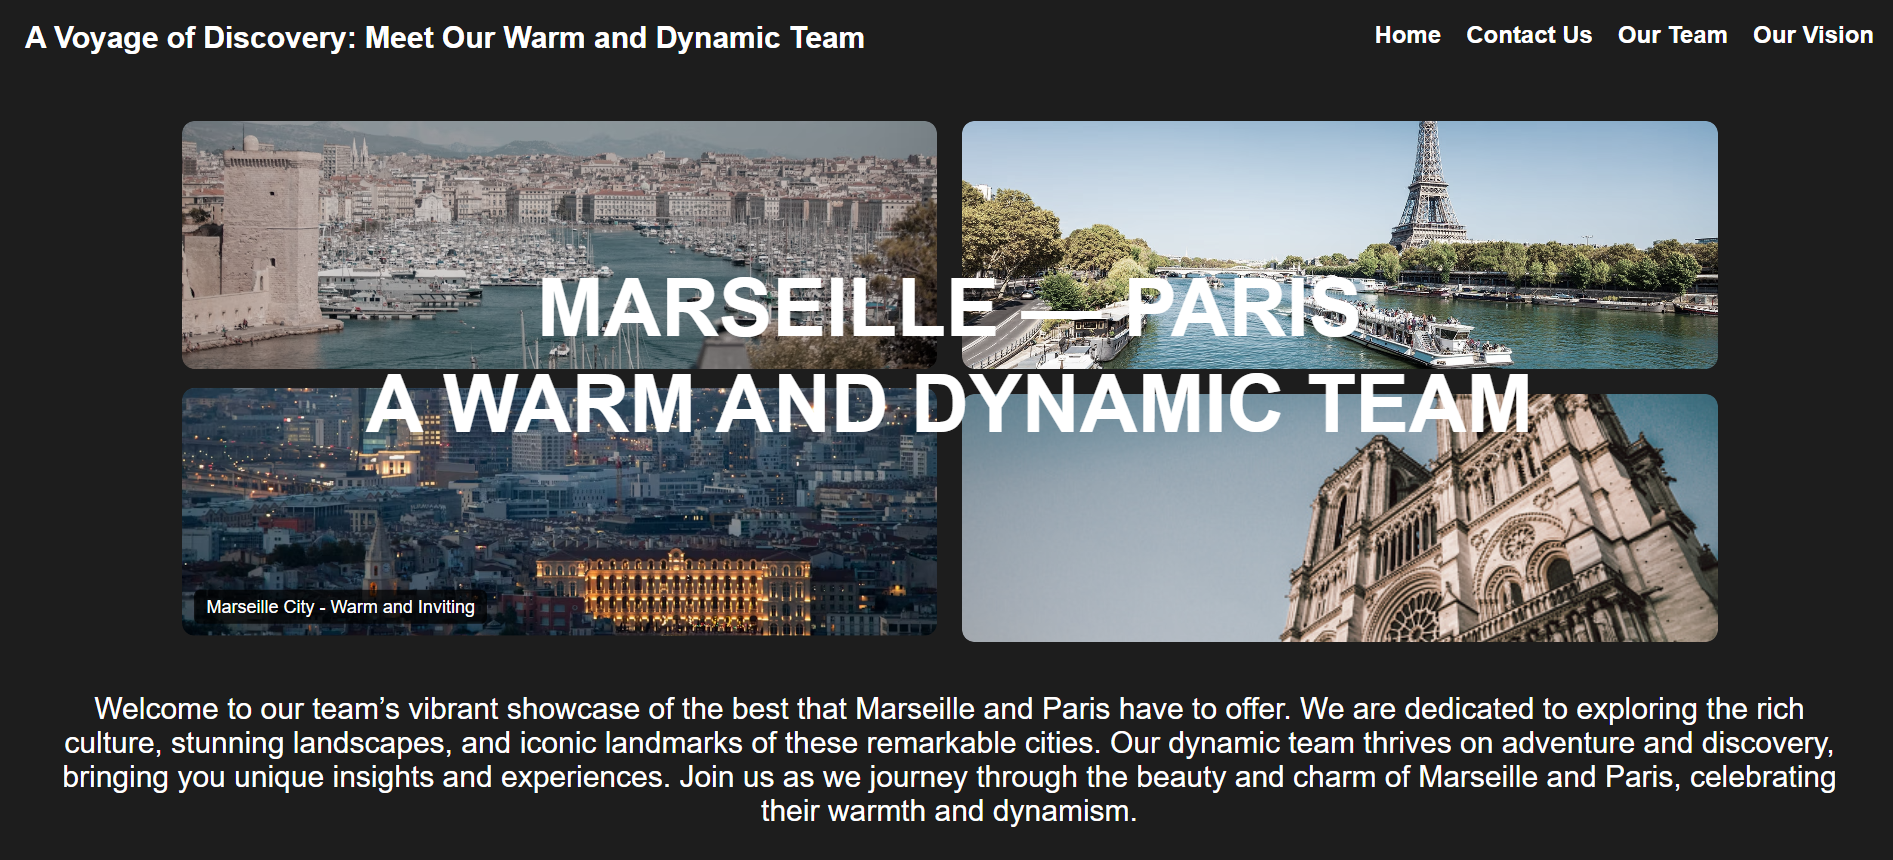 A Voyage of Discovery: Meet Our Warm and Dynamic Team
Home Contact Us Our Team Our Vision
MARSEILLE — PARIS
A WARM AND DYNAMIC TEAM
Marseille City - Warm and Inviting
Welcome to our team’s vibrant showcase of the best that Marseille and Paris have to offer. We are dedicated to exploring the rich
culture, stunning landscapes, and iconic landmarks of these remarkable cities. Our dynamic team thrives on adventure and discovery,
bringing you unique insights and experiences. Join us as we journey through the beauty and charm of Marseille and Paris, celebrating
their warmth and dynamism.